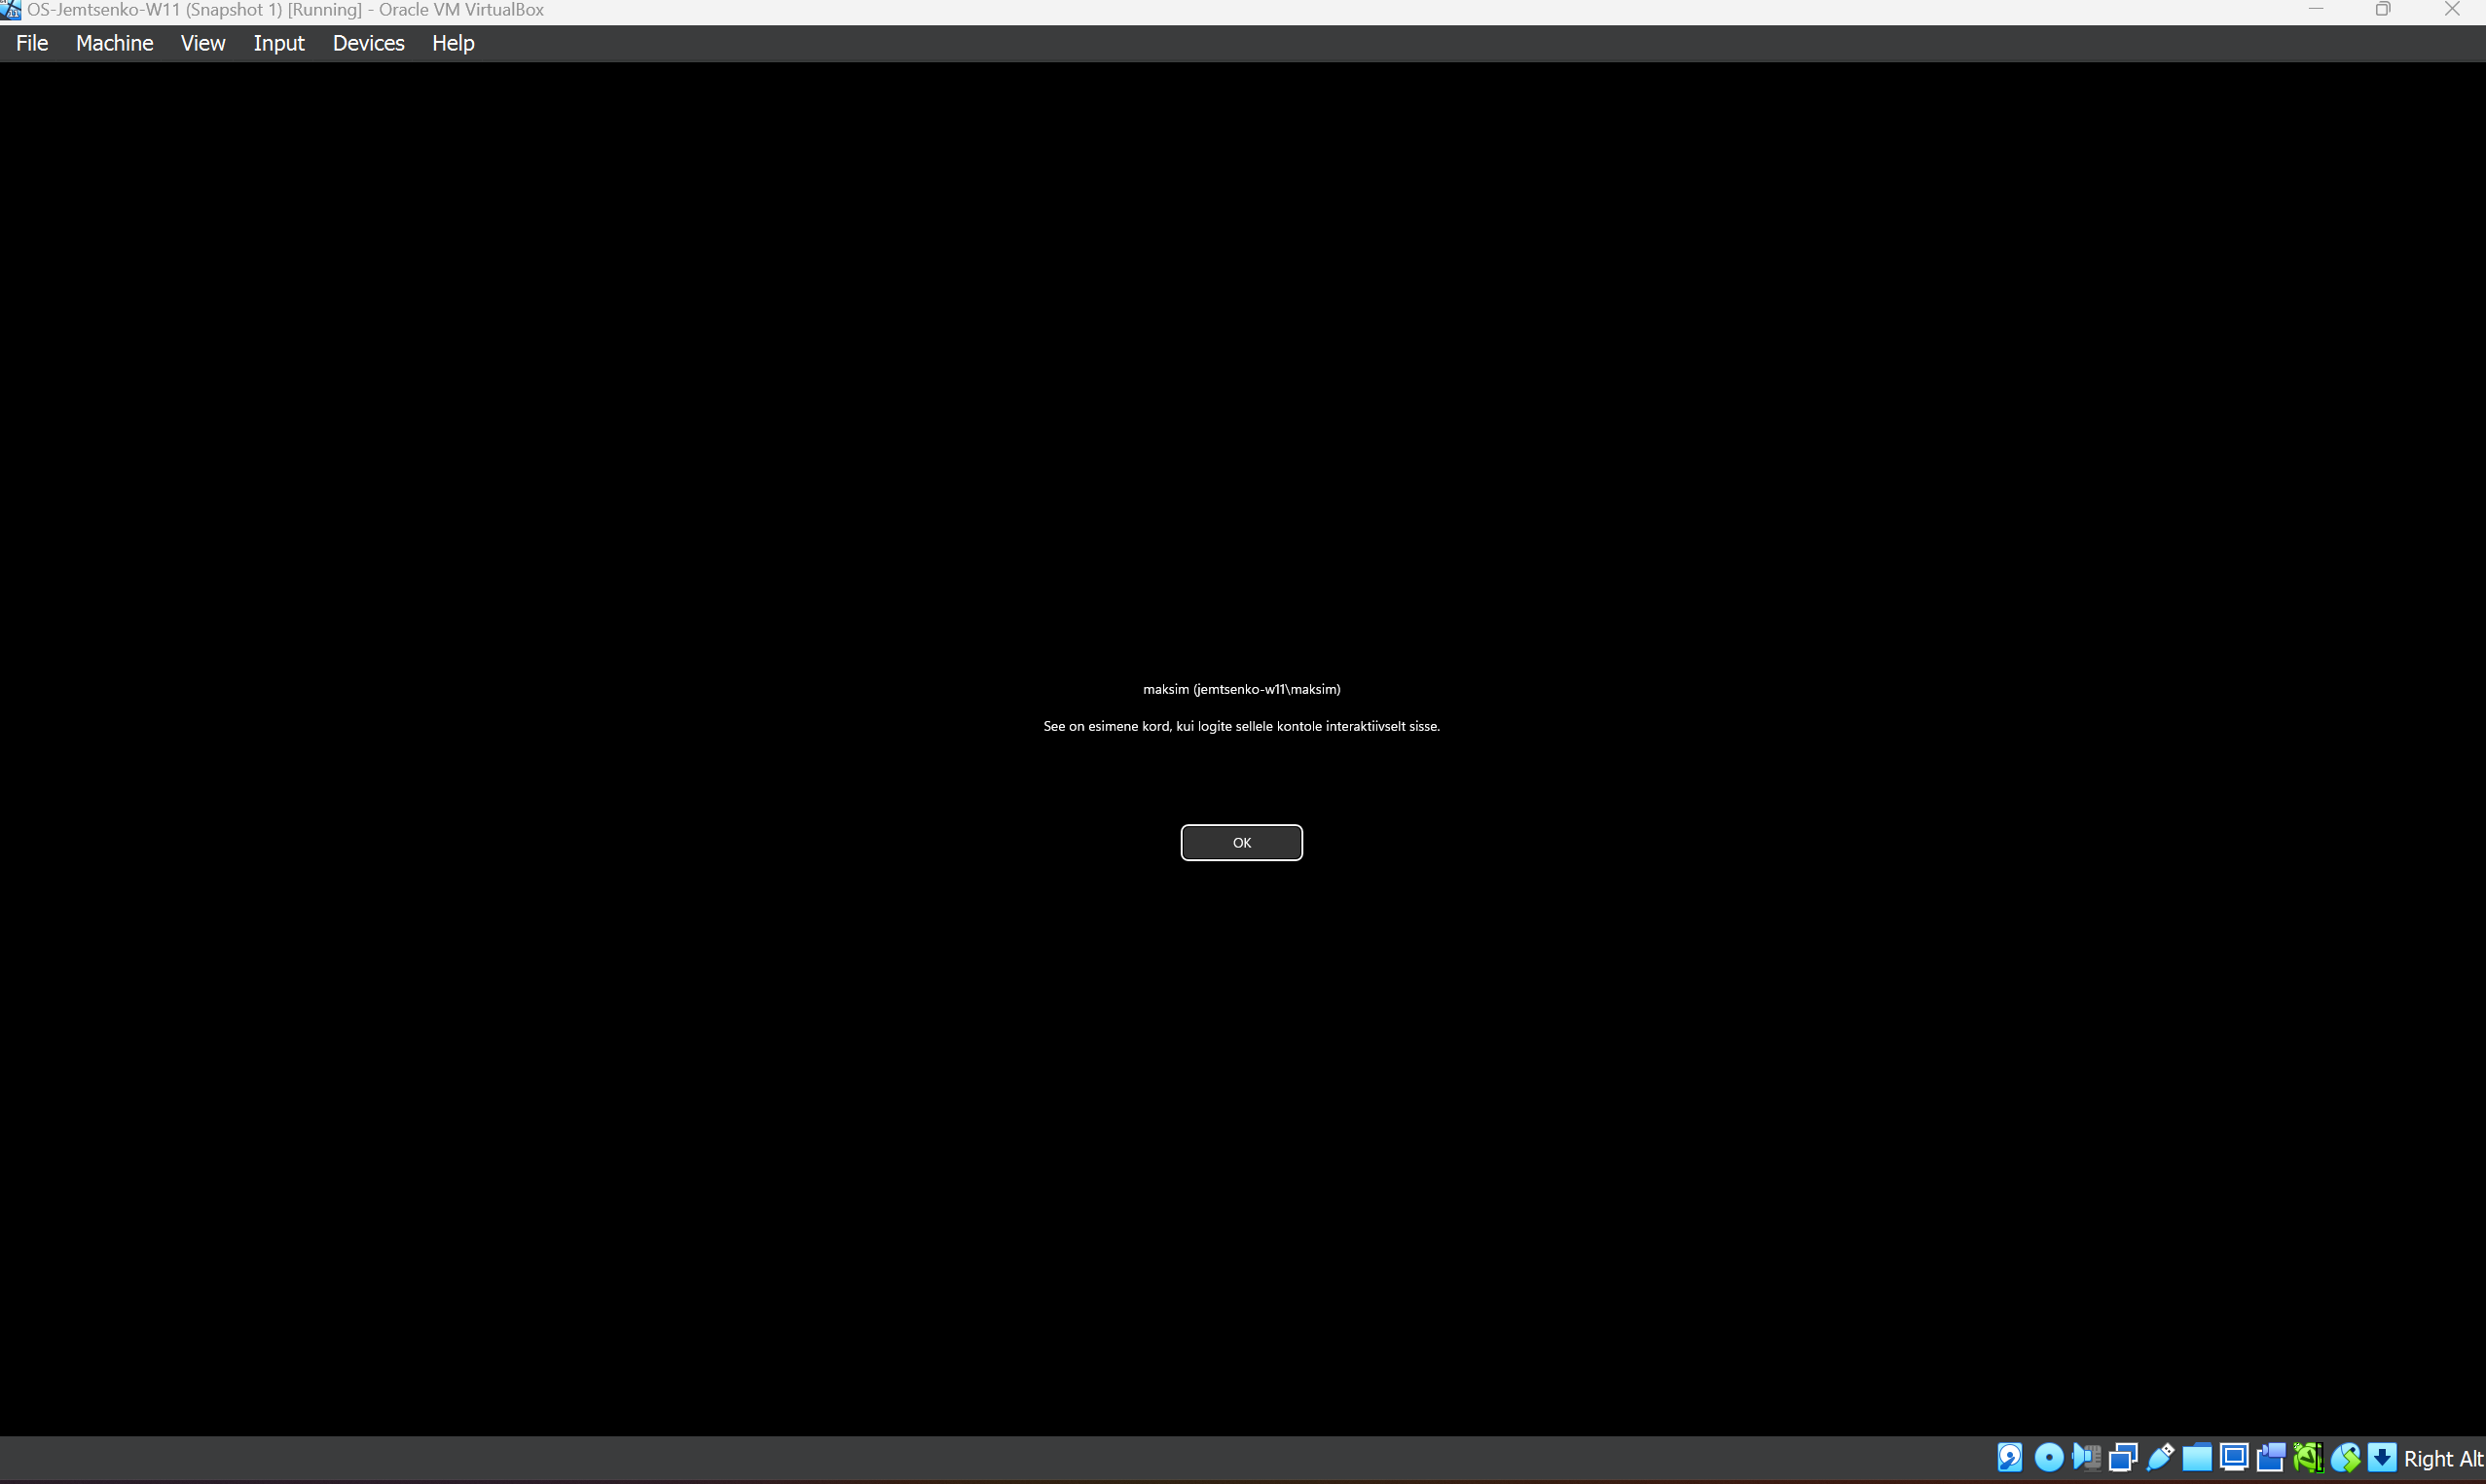 OS-Jemtsenko-W11 (Snapshot 1) [Running] - Oracle VM VirtualBox
File Machine View Input Devices Help
maksim (jemtsenko-w11\maksim)
See on esimene kord, kui logite sellele kontole interaktiivselt sisse.
OK
Right Alt